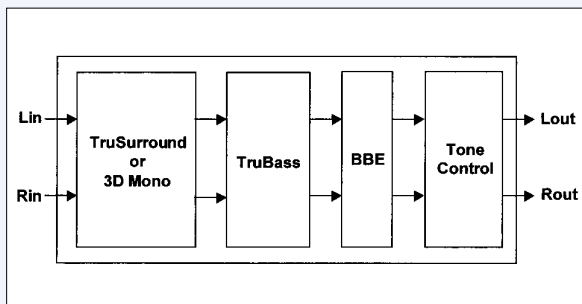 Lin
Rin
TruSurround
or
3D Mono
TruBass
BBE
Tone
Control
Lout
Rout